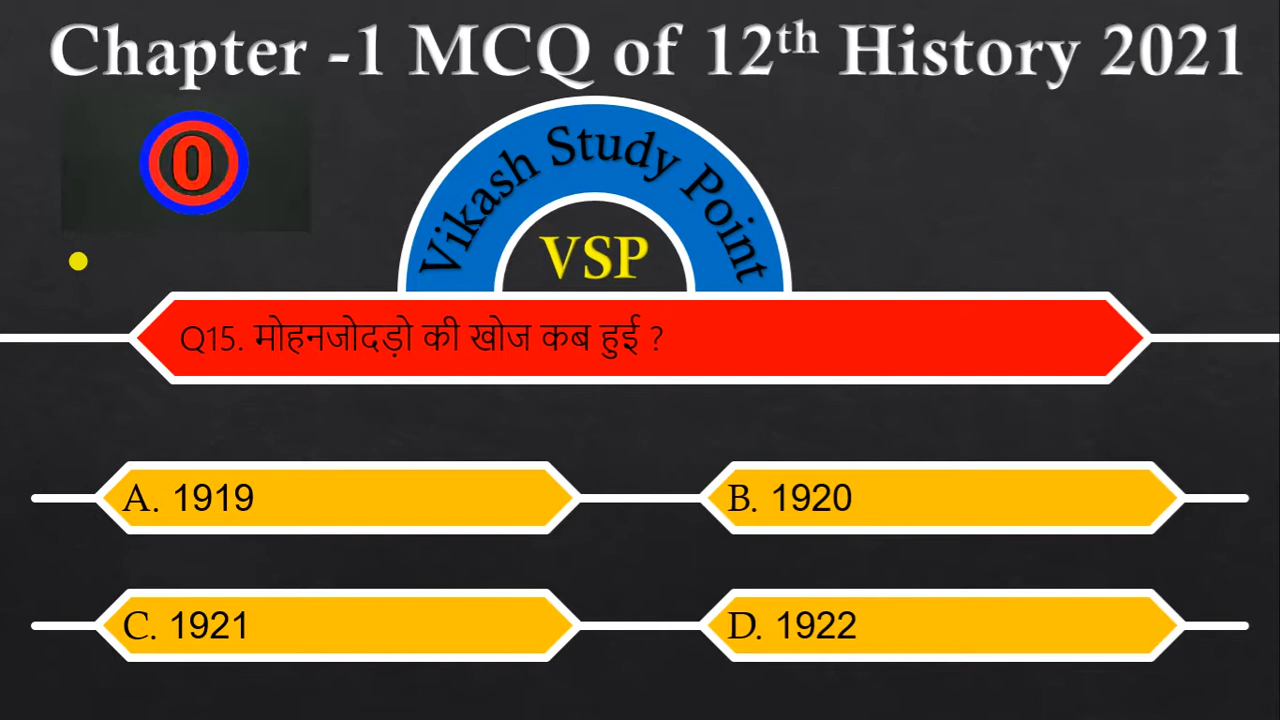 Chapter -1 MCQ of 12th History 2021
0
Vikash Study Point
VSP
Q15. मोहनजोदड़ो की खोज कब हुई ?
A. 1919
B. 1920
C. 1921
D. 1922